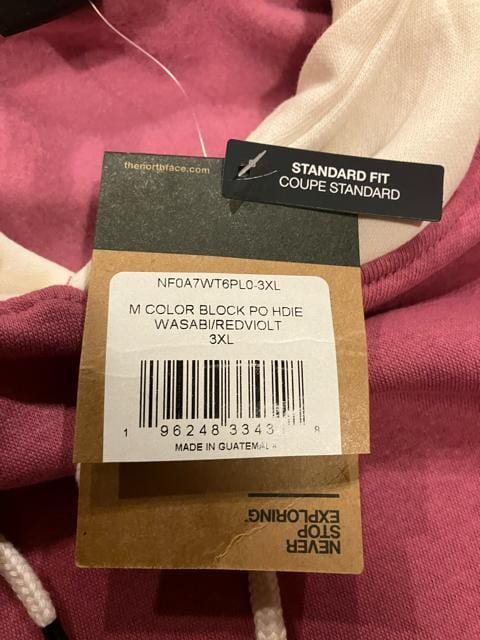 thenorthface.com
STANDARD FIT
COUPE STANDARD
NF0A7WT6PL0-3XL
M COLOR BLOCK PO HDIE
WASABI/REDVIOLT
3XL
1 96248 3343 8
MADE IN GUATEMALA
NEVER
STOP
EXPLORING